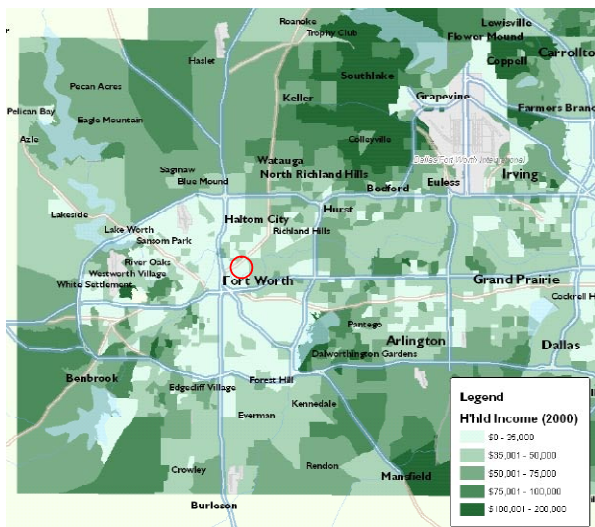 Roanoke
Trophy Club
Lewisville
Flower Mound
Carrollto
Coppell
Haslet
Southlake
Pecan Acres
Keller
Grapevine
Pelican Bay
Farmers Branc
Eagle Mountain
Azle
Colleyville
Dallas Fort Worth International
Watauga
Saginaw
North Richland Hills
Irving
Blue Mound
Bedford
Euless
Lakeside
Haltom City
Hurst
Lake Worth
Richland Hills
Sansom Park
River Oaks
Westworth Village
White Settlement
Fort Worth
Grand Prairie
Cockrell H
Pantego
Arlington
Dallas
Dalworthington Gardens
Benbrook
Edgecliff Village
Forest Hill
Kennedale
Everman
Crowley
Rendon
Mansfield
Burleson
Legend
H'hld Income (2000)
$0 - 35,000
$35,001 - 50,000
$50,001 - 75,000
$75,001 - 100,000
$100,001 - 200,000